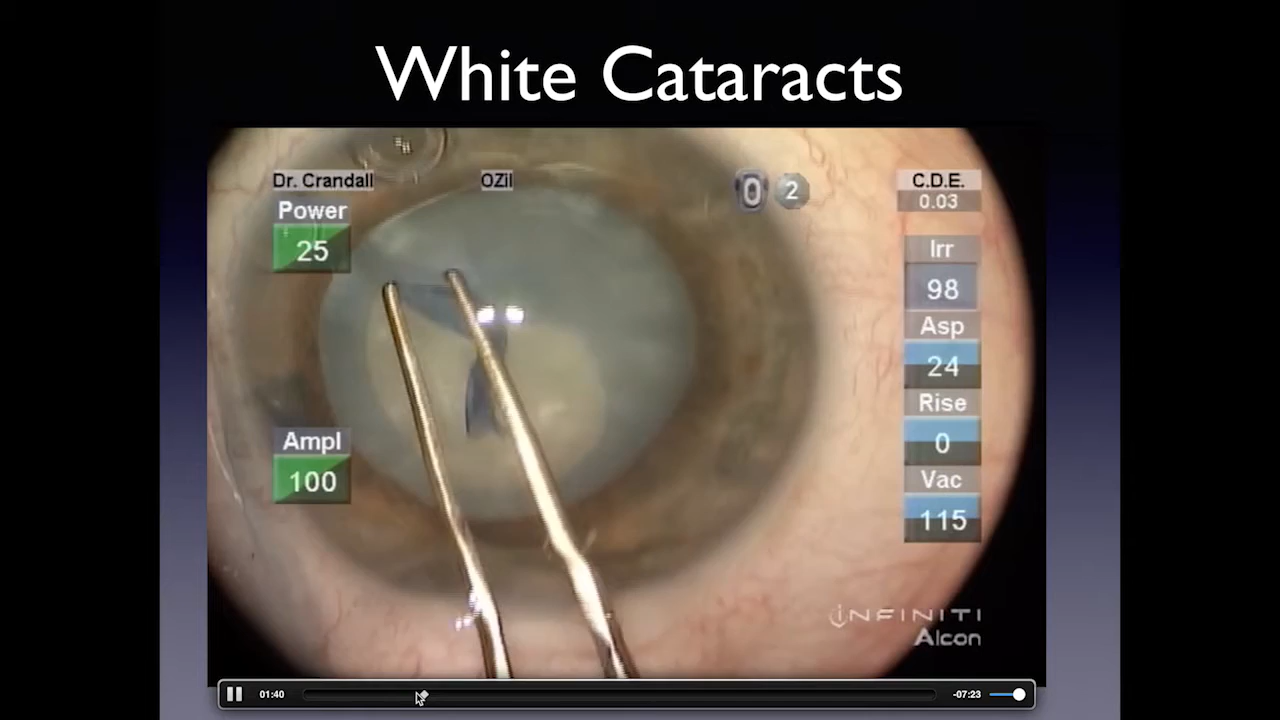 White Cataracts
Dr. Crandall
OZil
0
2
C.D.E.
0.03
Power
25
Irr
98
Asp
24
Rise
0
Ampl
100
Vac
115
INFINITI
Alcon
01:40
-07:23